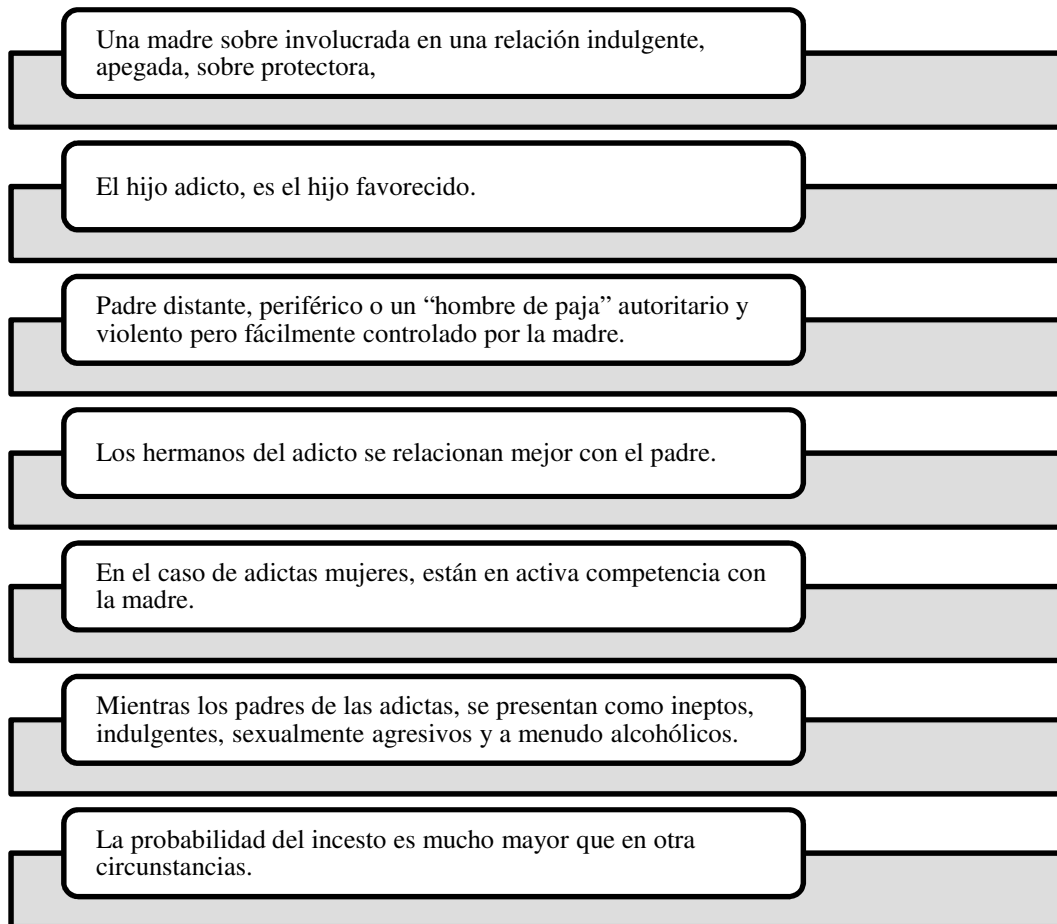 Una madre sobre involucrada en una relación indulgente,
apegada, sobre protectora,
El hijo adicto, es el hijo favorecido.
Padre distante, periférico o un “hombre de paja” autoritario y
violento pero fácilmente controlado por la madre.
Los hermanos del adicto se relacionan mejor con el padre.
En el caso de adictas mujeres, están en activa competencia con
la madre.
Mientras los padres de las adictas, se presentan como ineptos,
indulgentes, sexualmente agresivos y a menudo alcohólicos.
La probabilidad del incesto es mucho mayor que en otra
circunstancias.